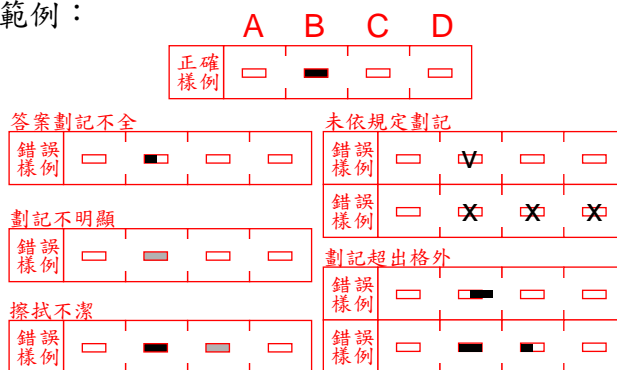 範例：
A B C D
正確樣例
答案劃記不全
錯誤樣例
劃記不明顯
錯誤樣例
擦拭不潔
錯誤樣例
未依規定劃記
錯誤樣例 V
錯誤樣例 X X X
劃記超出格外
錯誤樣例
錯誤樣例